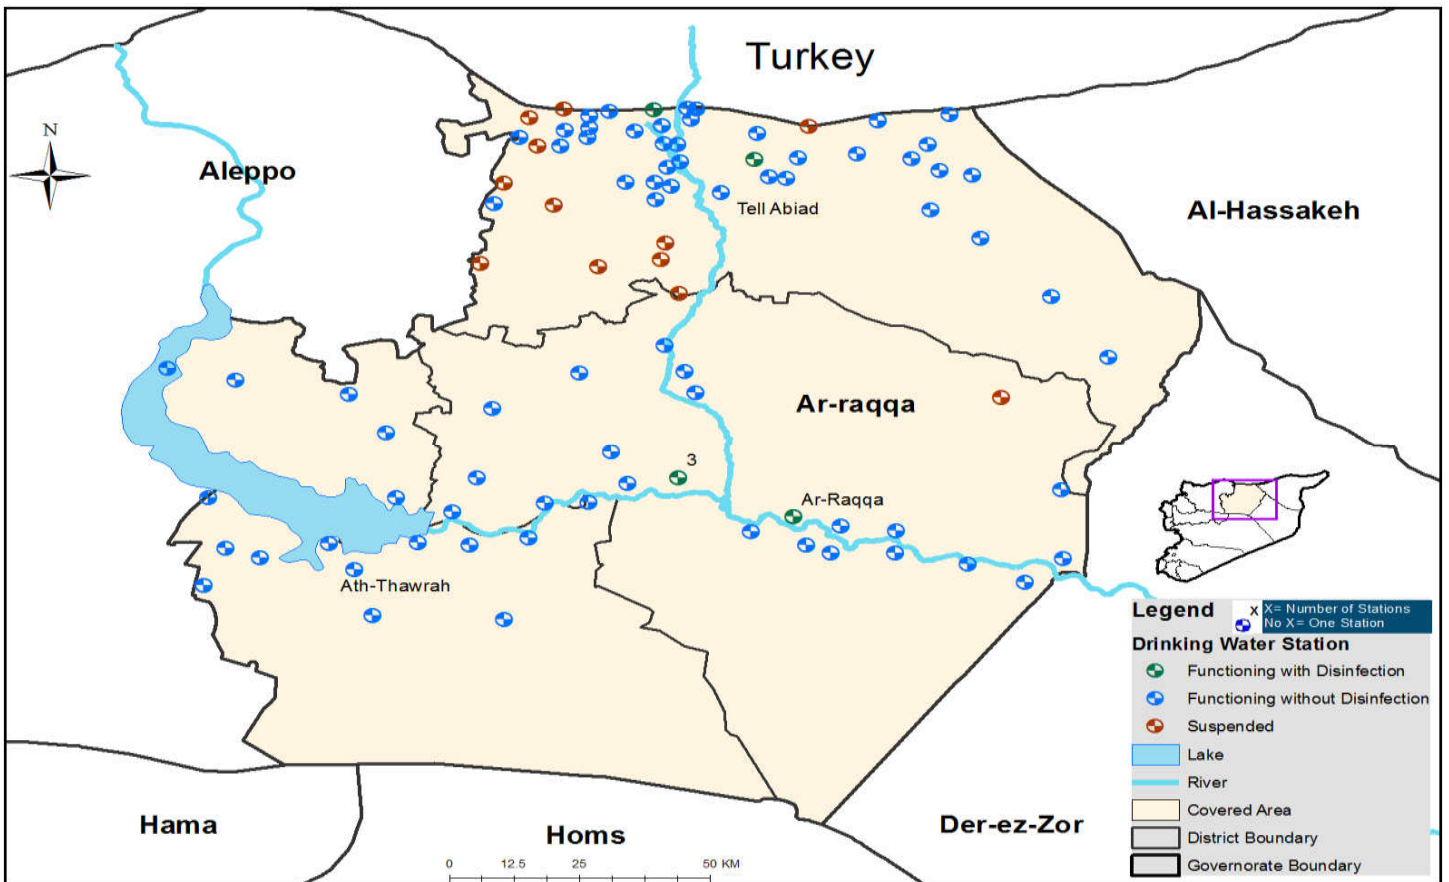 Turkey
N
Aleppo
Al-Hassakeh
Tell Abiad
Ar-raqqa
3
Ar-Raqqa
Ath-Thawrah
Hama
Homs
Der-ez-Zor
0 12.5 25 50 KM
Legend
X X= Number of Stations
No X= One Station
Drinking Water Station
Functioning with Disinfection
Functioning without Disinfection
Suspended
Lake
River
Covered Area
District Boundary
Governorate Boundary